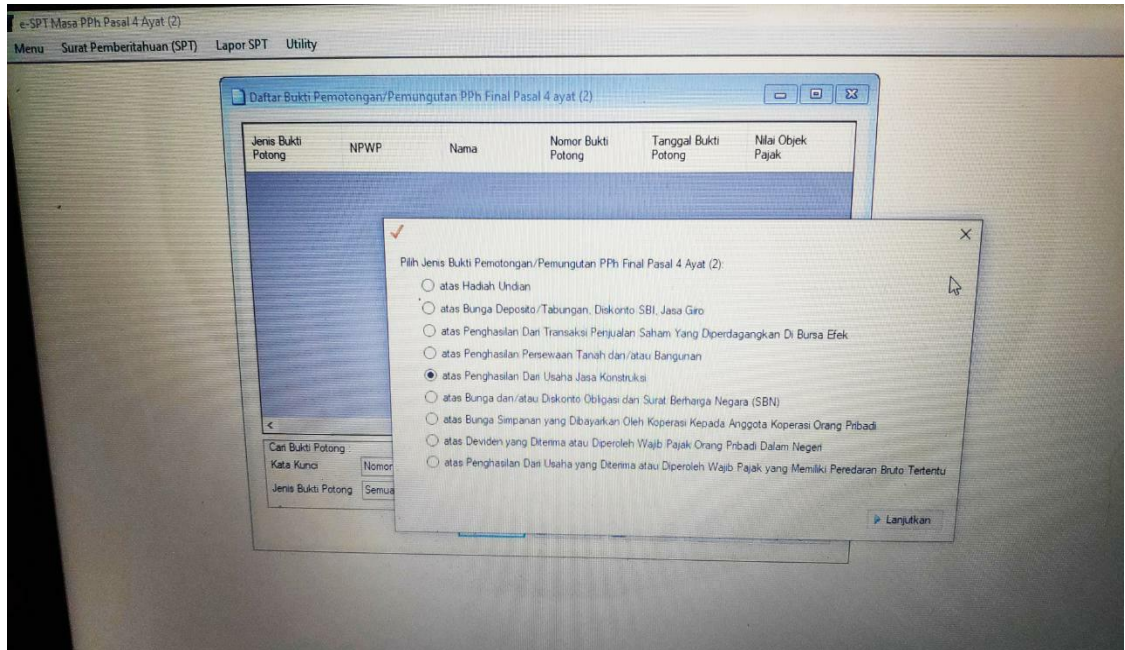 e-SPT Masa PPh Pasal 4 Ayat (2)
Menu Surat Pemberitahuan (SPT) Lapor SPT Utility
Daftar Bukti Pemotongan/Pemungutan PPh Final Pasal 4 ayat (2)
Jenis Bukti Potong NPWP Nama Nomor Bukti Potong Tanggal Bukti Potong Nilai Objek Pajak
Pilih Jenis Bukti Pemotongan/Pemungutan PPh Final Pasal 4 Ayat (2):
atas Hadiah Undian
atas Bunga Deposito/Tabungan, Diskonto SBI, Jasa Giro
atas Penghasilan Dari Transaksi Penjualan Saham Yang Diperdagangkan Di Bursa Efek
atas Penghasilan Persewaan Tanah dan/atau Bangunan
atas Penghasilan Dari Usaha Jasa Konstruksi
atas Bunga dan/atau Diskonto Obligasi dan Surat Berharga Negara (SBN)
atas Bunga Simpanan yang Dibayarkan Oleh Koperasi Kepada Anggota Koperasi Orang Pribadi
atas Deviden yang Diterima atau Diperoleh Wajib Pajak Orang Pribadi Dalam Negeri
atas Penghasilan Dari Usaha yang Diterima atau Diperoleh Wajib Pajak yang Memiliki Peredaran Bruto Tertentu
Lanjutkan
Cari Bukti Potong
Kata Kunci Nomor
Jenis Bukti Potong Semua